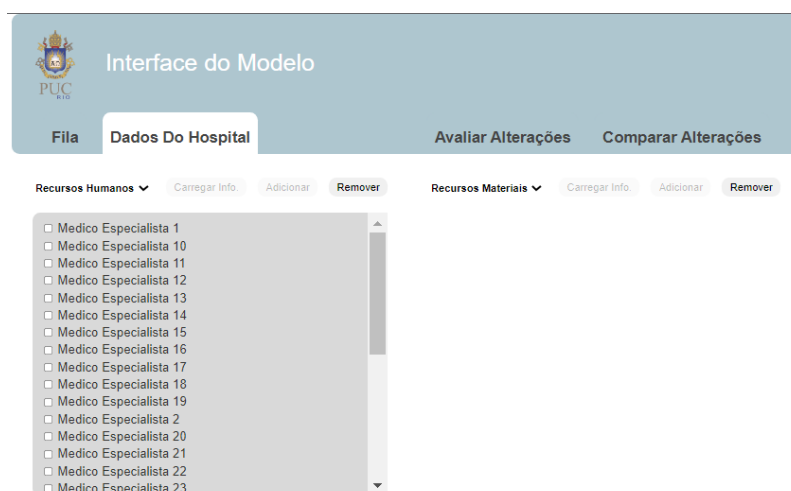 Interface do Modelo
PUC
RIO
Fila Dados Do Hospital Avaliar Alterações Comparar Alterações
Recursos Humanos Carregar Info. Adicionar Remover Recursos Materiais Carregar Info. Adicionar Remover
Medico Especialista 1
Medico Especialista 10
Medico Especialista 11
Medico Especialista 12
Medico Especialista 13
Medico Especialista 14
Medico Especialista 15
Medico Especialista 16
Medico Especialista 17
Medico Especialista 18
Medico Especialista 19
Medico Especialista 2
Medico Especialista 20
Medico Especialista 21
Medico Especialista 22
Medico Especialista 23